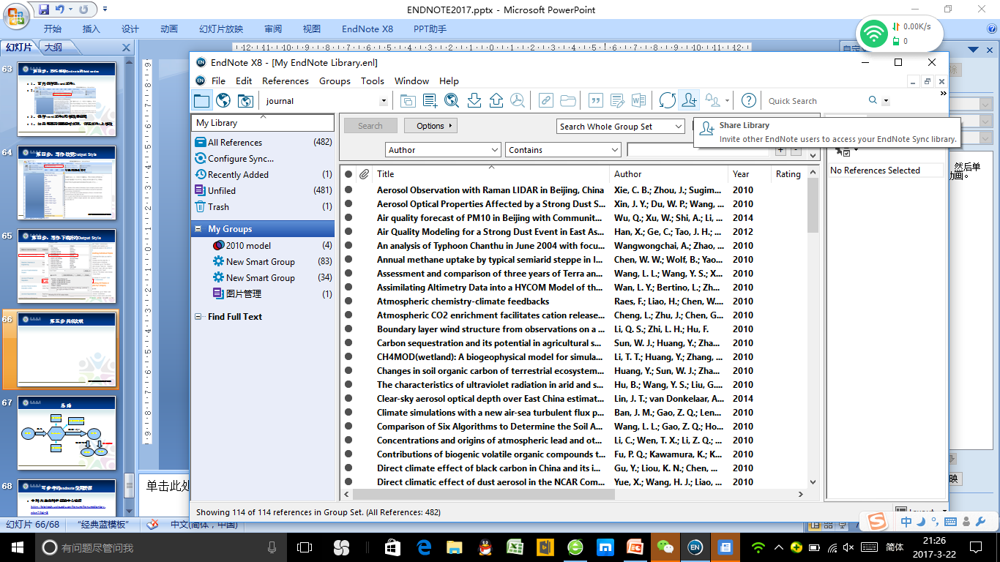 ENDNOTE2017.pptx - Microsoft PowerPoint
开始 插入 设计 动画 幻灯片放映 审阅 视图 EndNote X8 PPT助手
0.00K/s
0
幻灯片 大纲
EndNote X8 - [My EndNote Library.enl]
File Edit References Groups Tools Window Help
journal
Quick Search
Share Library
Invite other EndNote users to access your EndNote Sync library.
My Library
All References (482)
Configure Sync...
Recently Added (1)
Unfiled (481)
Trash (1)
My Groups
2010 model (4)
New Smart Group (83)
New Smart Group (34)
图片管理 (1)
Find Full Text
Search Options Search Whole Group Set
Author Contains
Title Author Year Rating
Aerosol Observation with Raman LIDAR in Beijing, China Xie, C. B.; Zhou, J.; Sugim... 2010
Aerosol Optical Properties Affected by a Strong Dust S... Xin, J. Y.; Du, W. P.; Wang, ... 2010
Air quality forecast of PM10 in Beijing with Communit... Wu, Q.; Xu, W.; Shi, A.; Li, ... 2014
Air Quality Modeling for a Strong Dust Event in East As... Han, X.; Ge, C.; Tao, J. H.; ... 2012
An analysis of Typhoon Chanthu in June 2004 with focu... Wangwongchai, A.; Zhao, ... 2010
Annual methane uptake by typical semiarid steppe in I... Chen, W. W.; Wolf, B.; Yao... 2010
Assessment and comparison of three years of Terra an... Wang, L. L.; Wang, Y. S.; X... 2010
Assimilating Altimetry Data into a HYCOM Model of th... Wan, L. Y.; Bertino, L.; Zh... 2010
Atmospheric chemistry-climate feedbacks Raes, F.; Liao, H.; Chen, W.... 2010
Atmospheric CO2 enrichment facilitates cation release... Cheng, L.; Zhu, J.; Chen, G... 2010
Boundary layer wind structure from observations on a ... Li, Q. S.; Zhi, L. H.; Hu, F. 2010
Carbon sequestration and its potential in agricultural s... Sun, W. J.; Huang, Y.; Zha... 2010
CH4MOD(wetland): A biogeophysical model for simula... Li, T. T.; Huang, Y.; Zhang, ... 2010
Changes in soil organic carbon of terrestrial ecosystem... Huang, Y.; Sun, W. J.; Zha... 2010
The characteristics of ultraviolet radiation in arid and s... Hu, B.; Wang, Y. S.; Liu, G.... 2010
Clear-sky aerosol optical depth over East China estimat... Lin, J. T.; van Donkelaar, A... 2014
Climate simulations with a new air-sea turbulent flux p... Ban, J. M.; Gao, Z. Q.; Len... 2010
Comparison of Six Algorithms to Determine the Soil A... Wang, L. L.; Gao, Z. Q.; Ho... 2010
Concentrations and origins of atmospheric lead and ot... Li, C.; Wen, T. X.; Li, Z. Q.; ... 2010
Contributions of biogenic volatile organic compounds t... Fu, P. Q.; Kawamura, K.; K... 2010
Direct climate effect of black carbon in China and its i... Gu, Y.; Liou, K. N.; Chen, ... 2010
Direct climatic effect of dust aerosol in the NCAR Com... Yue, X.; Wang, H. J.; Liao, ... 2010
No References Selected
然后单
Showing 114 of 114 references in Group Set. (All References: 482)
63
64
65
66
第五步 共享文献
67
总结
68
单击此处
幻灯片 66/68 "经典蓝模板" 中文(简体，中国)
中
有问题尽管问我
简体
21:26
2017-3-22